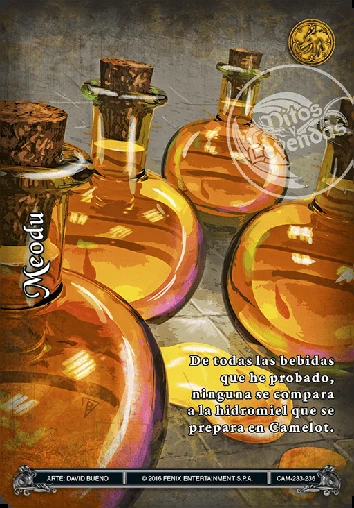 Mitos
y
Leyendas
Meodu
De todas las bebidas
que he probado,
ninguna se compara
a la hidromiel que se
prepara en Camelot.
ARTE: DAVID BUENO
© 2016 FENIX ENTERTAINMENT S.P.A.
CAM-233-235